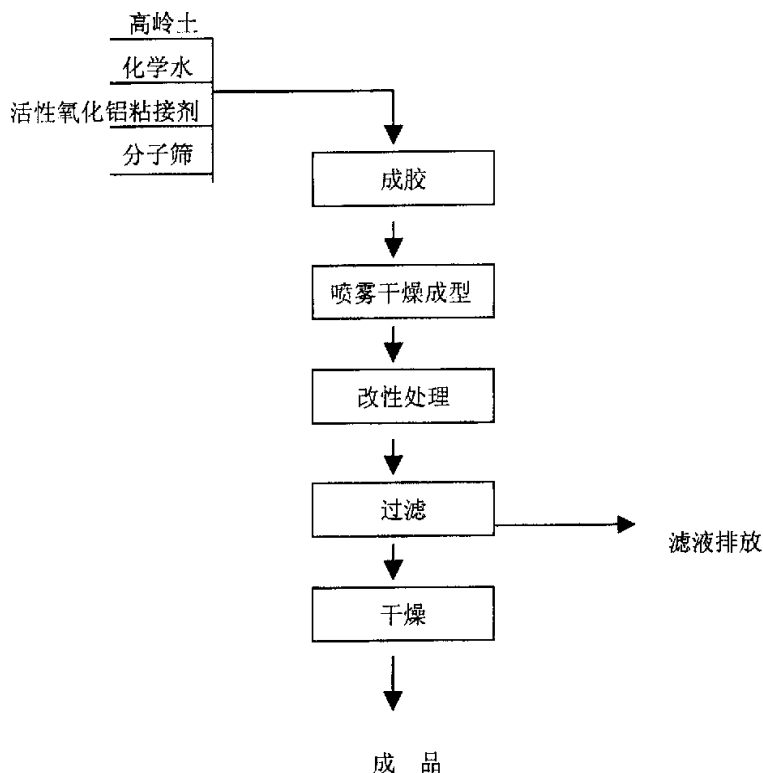 高岭土
化学水
活性氧化铝粘接剂
分子筛
成胶
喷雾干燥成型
改性处理
过滤
滤液排放
干燥
成 品